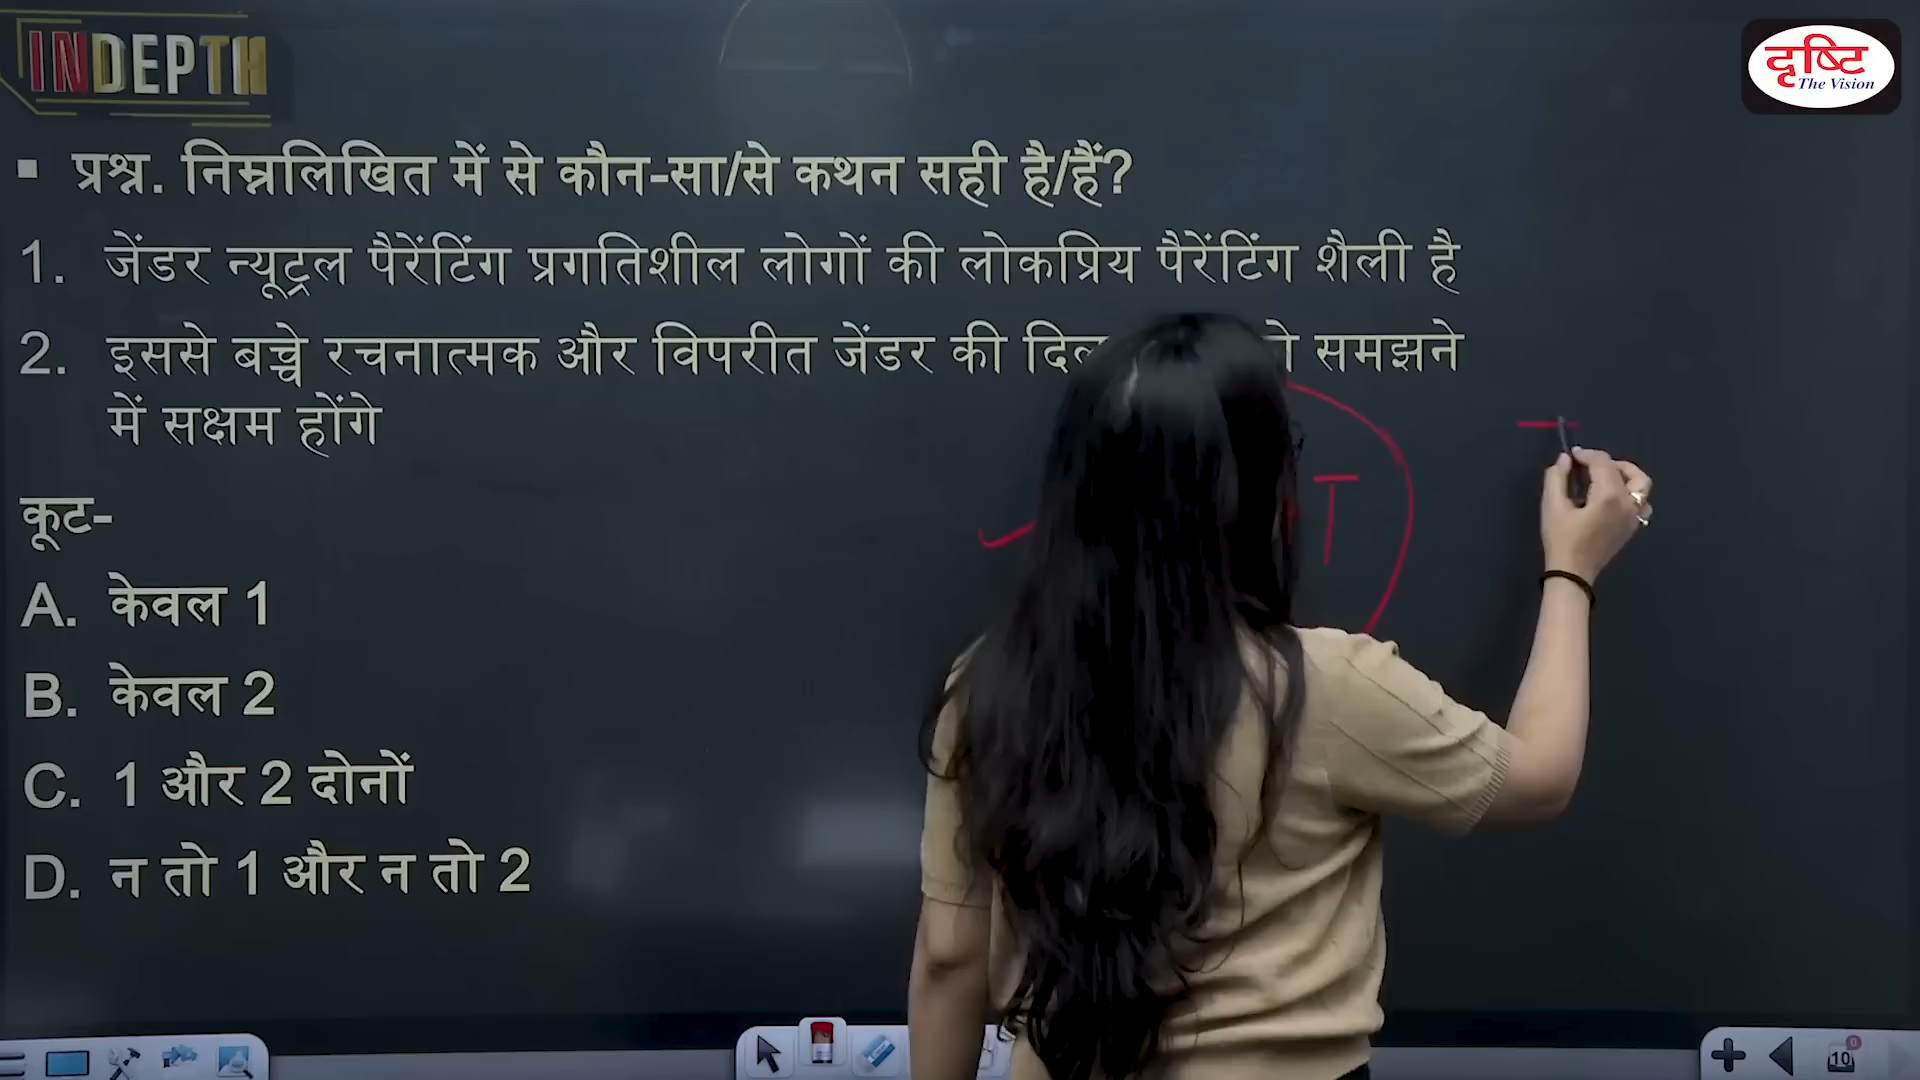 INDEPTH
दृष्टि
The Vision
▪ प्रश्न. निम्नलिखित में से कौन-सा/से कथन सही है/हैं?
1. जेंडर न्यूट्रल पैरेंटिंग प्रगतिशील लोगों की लोकप्रिय पैरेंटिंग शैली है
2. इससे बच्चे रचनात्मक और विपरीत जेंडर की समझने
में सक्षम होंगे
T
कूट-
A. केवल 1
B. केवल 2
C. 1 और 2 दोनों
D. न तो 1 और न तो 2
10
0